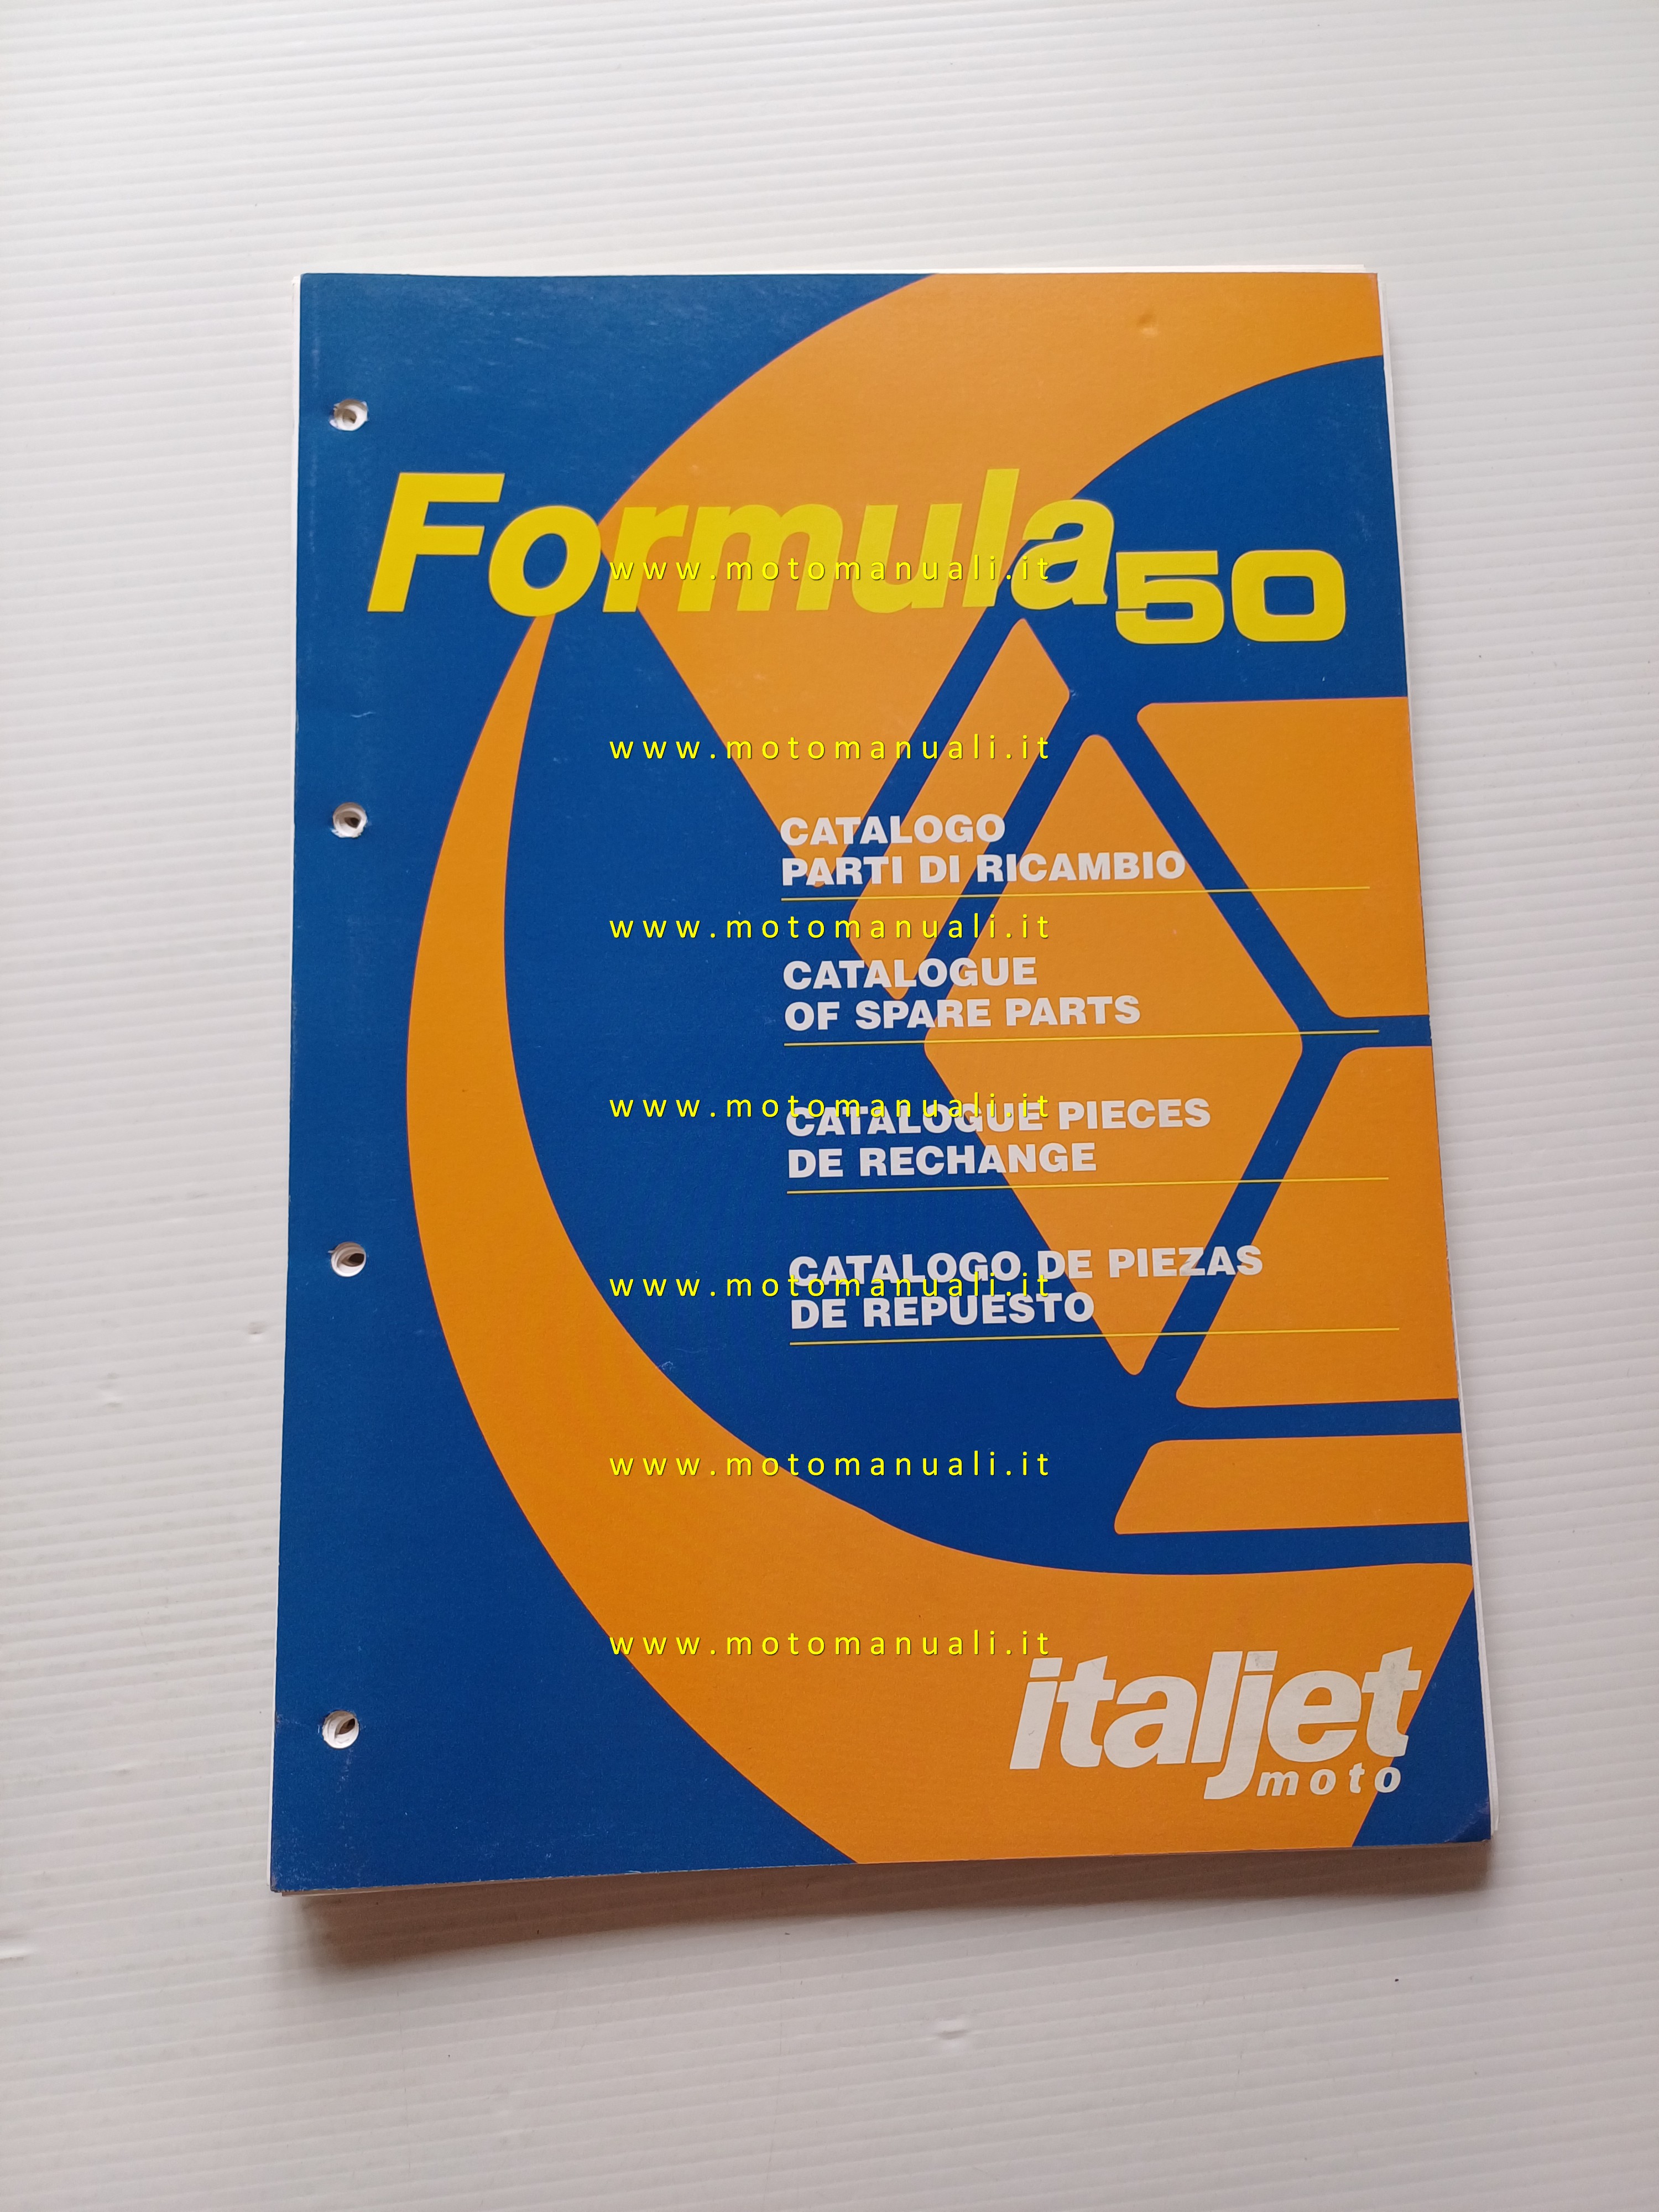 Formula 50
www.motomanuali.it
www.motomanuali.it
CATALOGO
PARTI DI RICAMBIO
www.motomanuali.it
CATALOGUE
OF SPARE PARTS
www.motomanuali.it
CATALOGUE PIECES
DE RECHANGE
CATALOGO DE PIEZAS
www.motomanuali.it
DE REPUESTO
www.motomanuali.it
www.motomanuali.it
italjet
moto